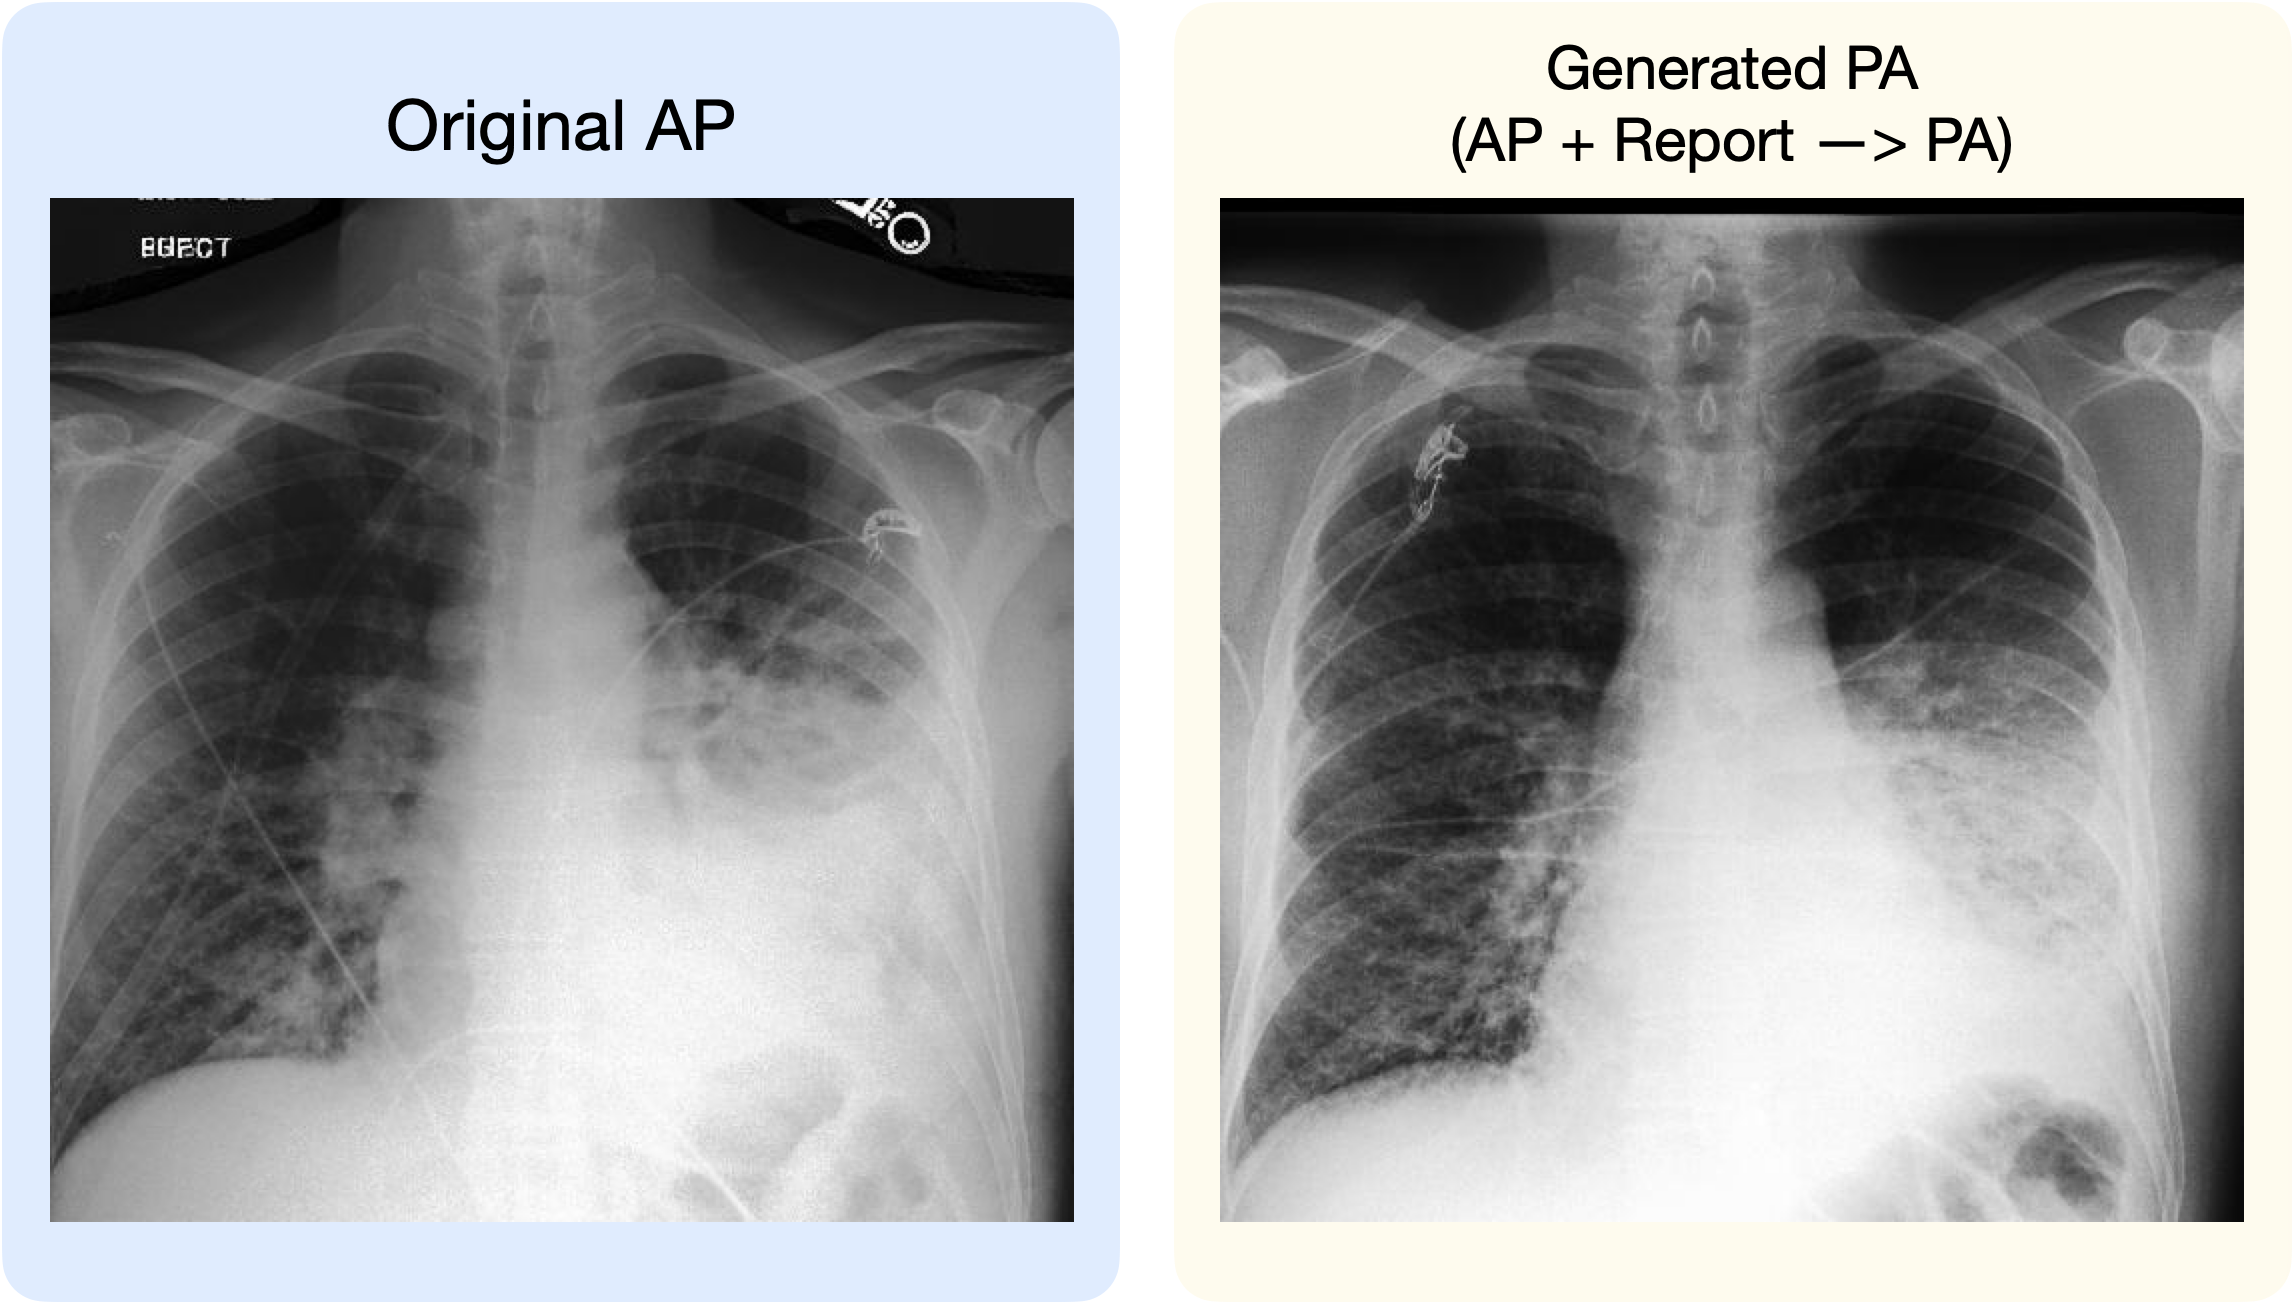 Original AP
Generated PA
(AP + Report —> PA)